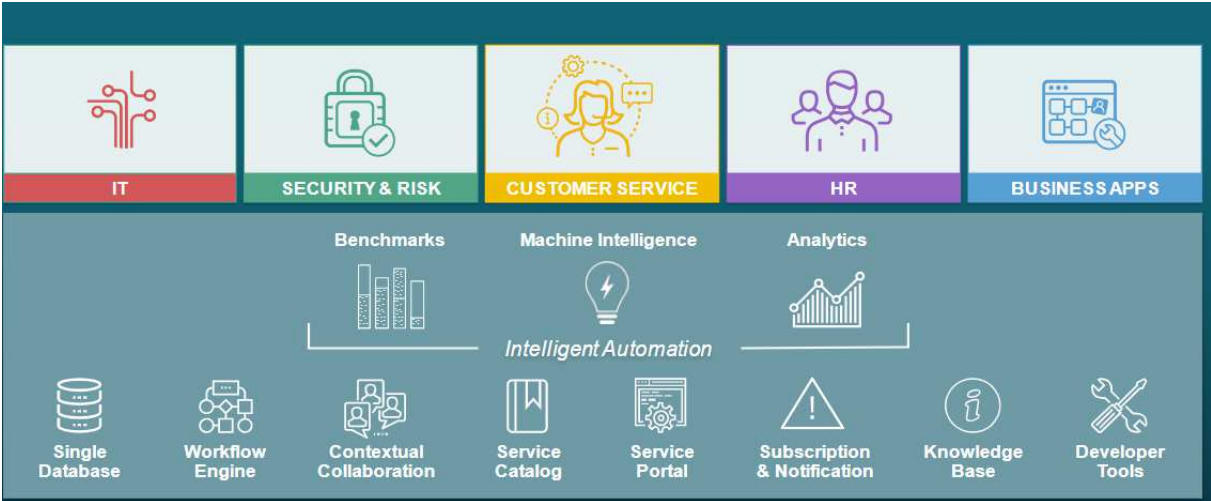 IT
SECURITY & RISK
CUSTOMER SERVICE
HR
BUSINESS APPS
Benchmarks
Machine Intelligence
Analytics
Intelligent Automation
Single
Database
Workflow
Engine
Contextual
Collaboration
Service
Catalog
Service
Portal
Subscription
& Notification
Knowledge
Base
Developer
Tools